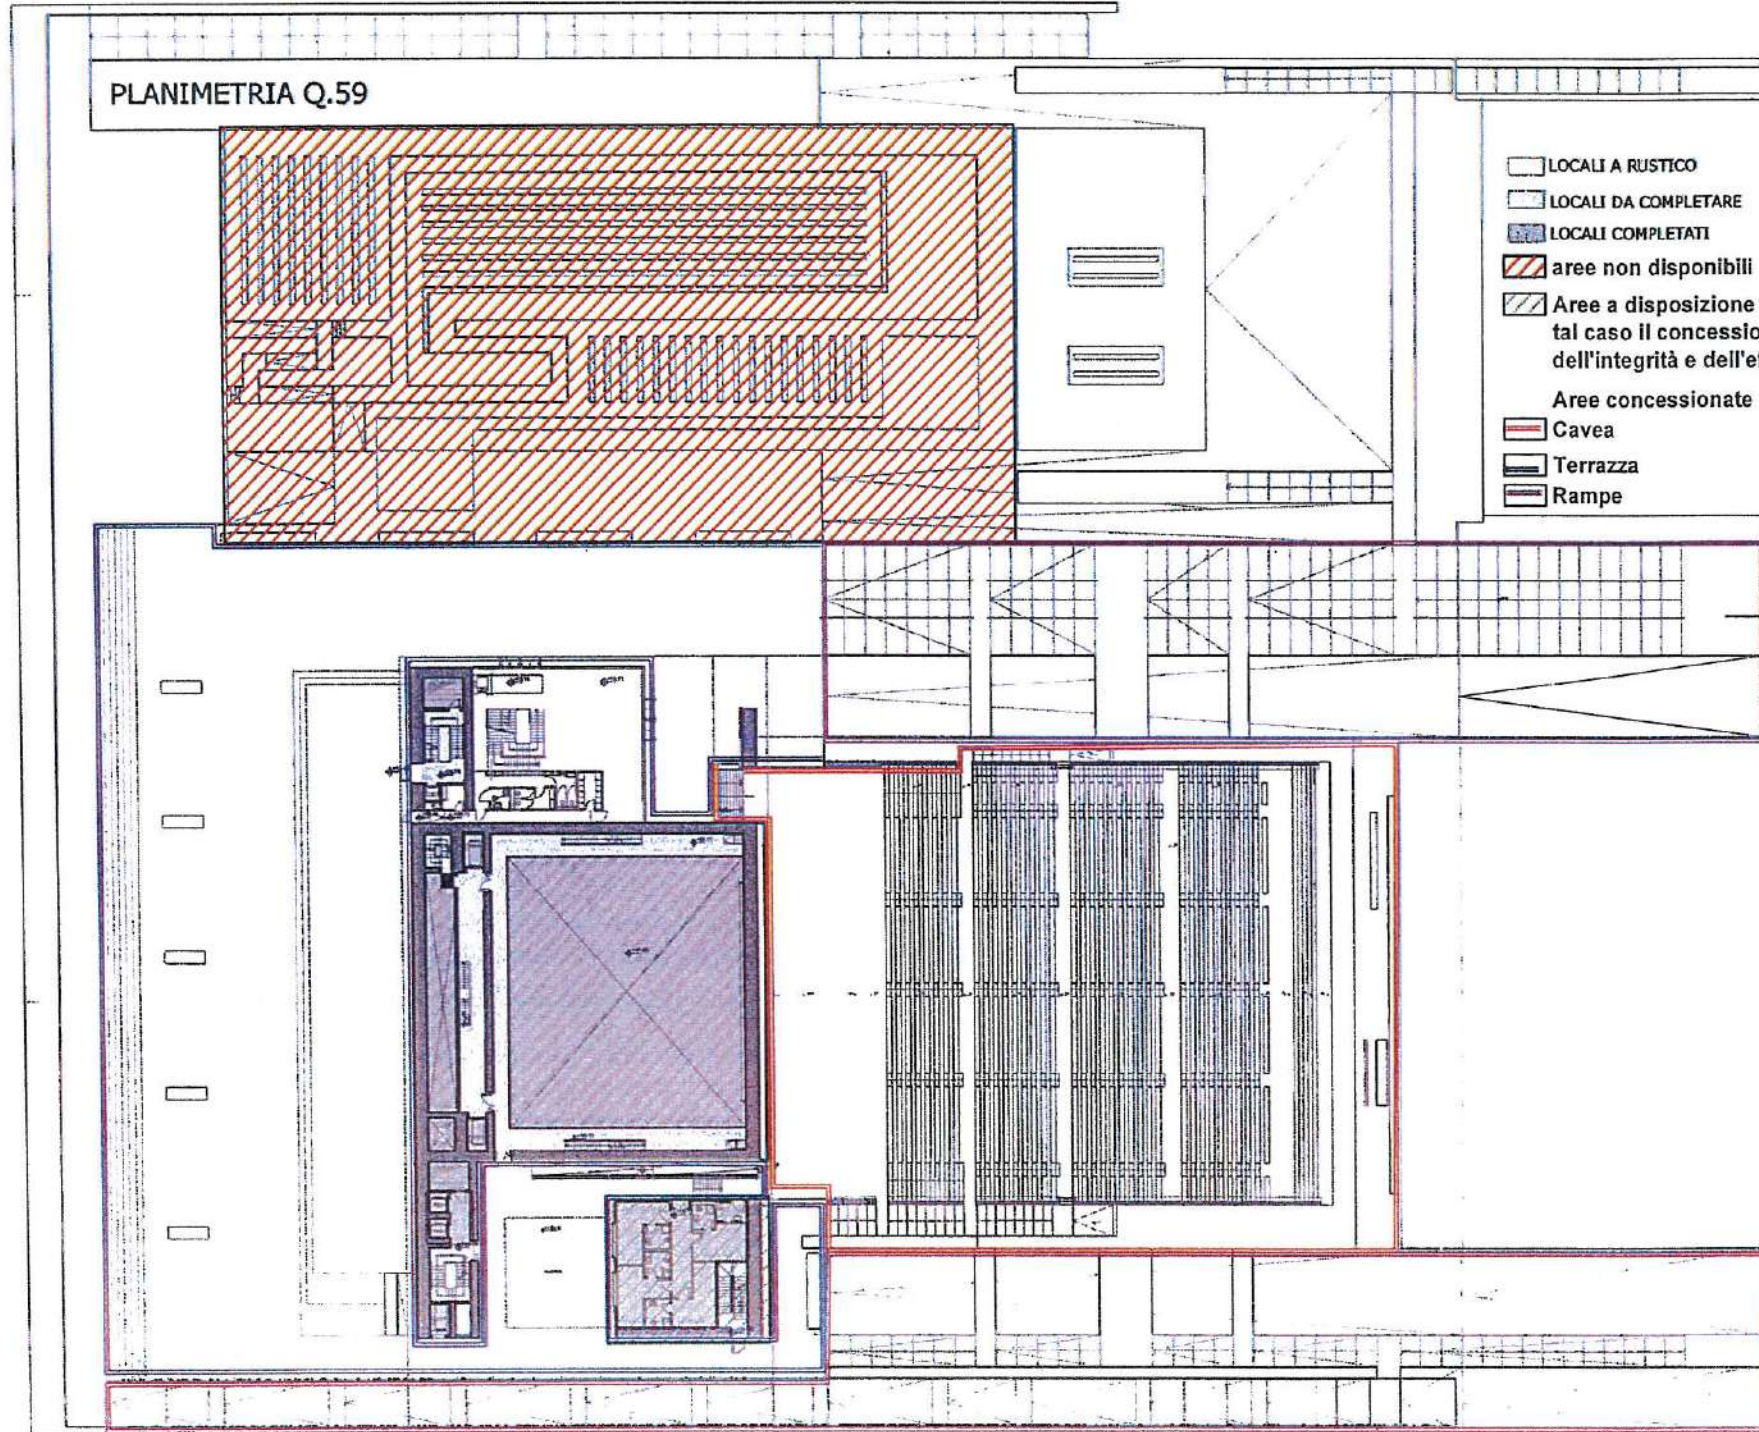 PLANIMETRIA Q.59
LOCALI A RUSTICO
LOCALI DA COMPLETARE
LOCALI COMPLETATI
aree non disponibili
Aree a disposizione
tal caso il concessio
dell'integrità e dell'e
Aree concessionate
Cavea
Terrazza
Rampe